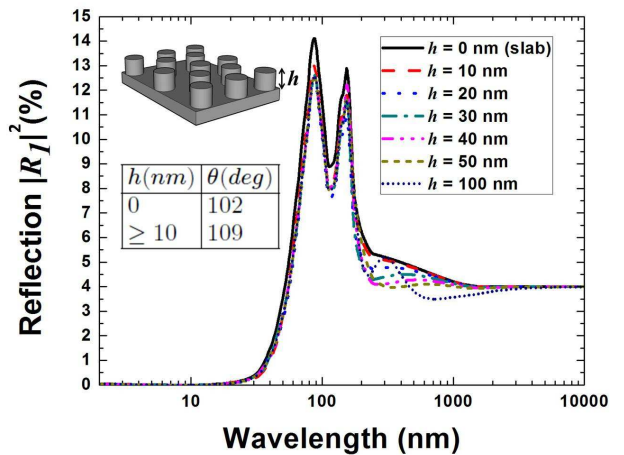 Reflection |R₁|²(%)
15
14
13
12
11
10
9
8
7
6
5
4
3
2
1
0
h
h(nm) θ(deg)
0 102
≥ 10 109
h = 0 nm (slab)
h = 10 nm
h = 20 nm
h = 30 nm
h = 40 nm
h = 50 nm
h = 100 nm
10 100 1000 10000
Wavelength (nm)